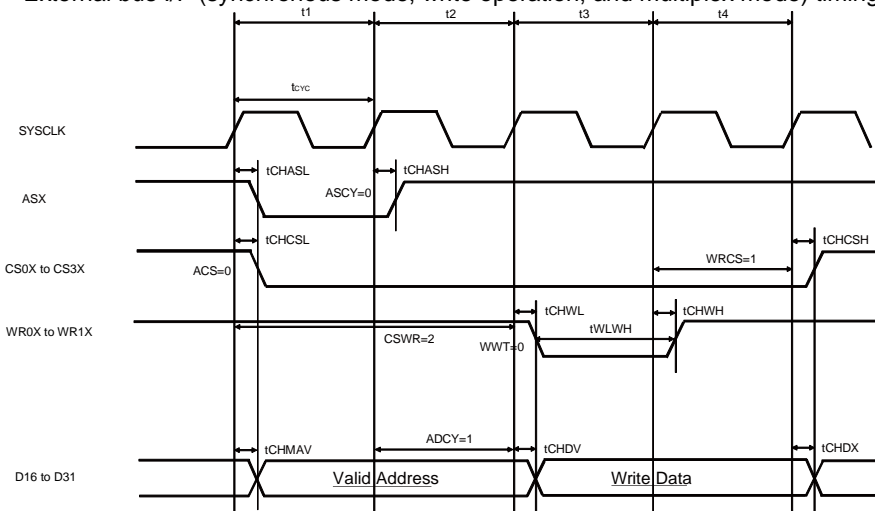 External bus I/F (synchronous mode, write operation, and multiplex mode) timing
t1 t2 t3 t4
tCYC
SYSCLK
tCHASL tCHASH
ASX
ASCY=0
tCHCSL tCHCSH
CS0X to CS3X
ACS=0
WRCS=1
tCHWL tCHWH
WR0X to WR1X
CSWR=2
WWT=0
tWLWH
tCHMAV
ADCY=1
tCHDV tCHDX
D16 to D31
Valid Address
Write Data